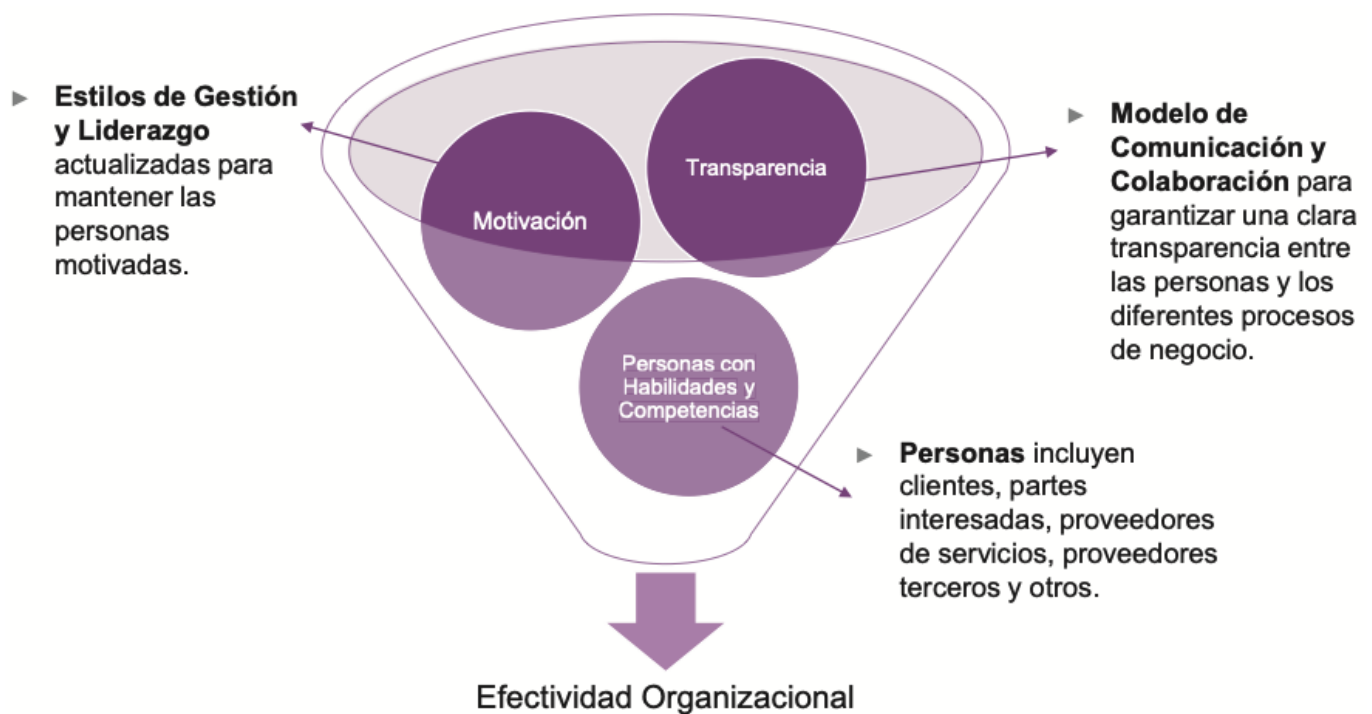 ► Estilos de Gestión
y Liderazgo
actualizadas para
mantener las
personas
motivadas.
Motivación
Transparencia
► Modelo de
Comunicación y
Colaboración para
garantizar una clara
transparencia entre
las personas y los
diferentes procesos
de negocio.
Personas con
Habilidades y
Competencias
► Personas incluyen
clientes, partes
interesadas, proveedores
de servicios, proveedores
terceros y otros.
Efectividad Organizacional